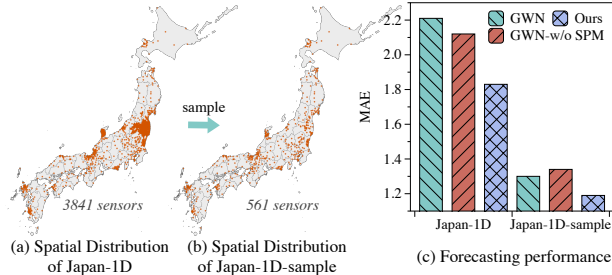 sample
3841 sensors
561 sensors
(a) Spatial Distribution
of Japan-1D
(b) Spatial Distribution
of Japan-1D-sample
GWN
Ours
GWN-w/o SPM
MAE
2.2
2.0
1.8
1.6
1.4
1.2
Japan-1D
Japan-1D-sample
(c) Forecasting performance